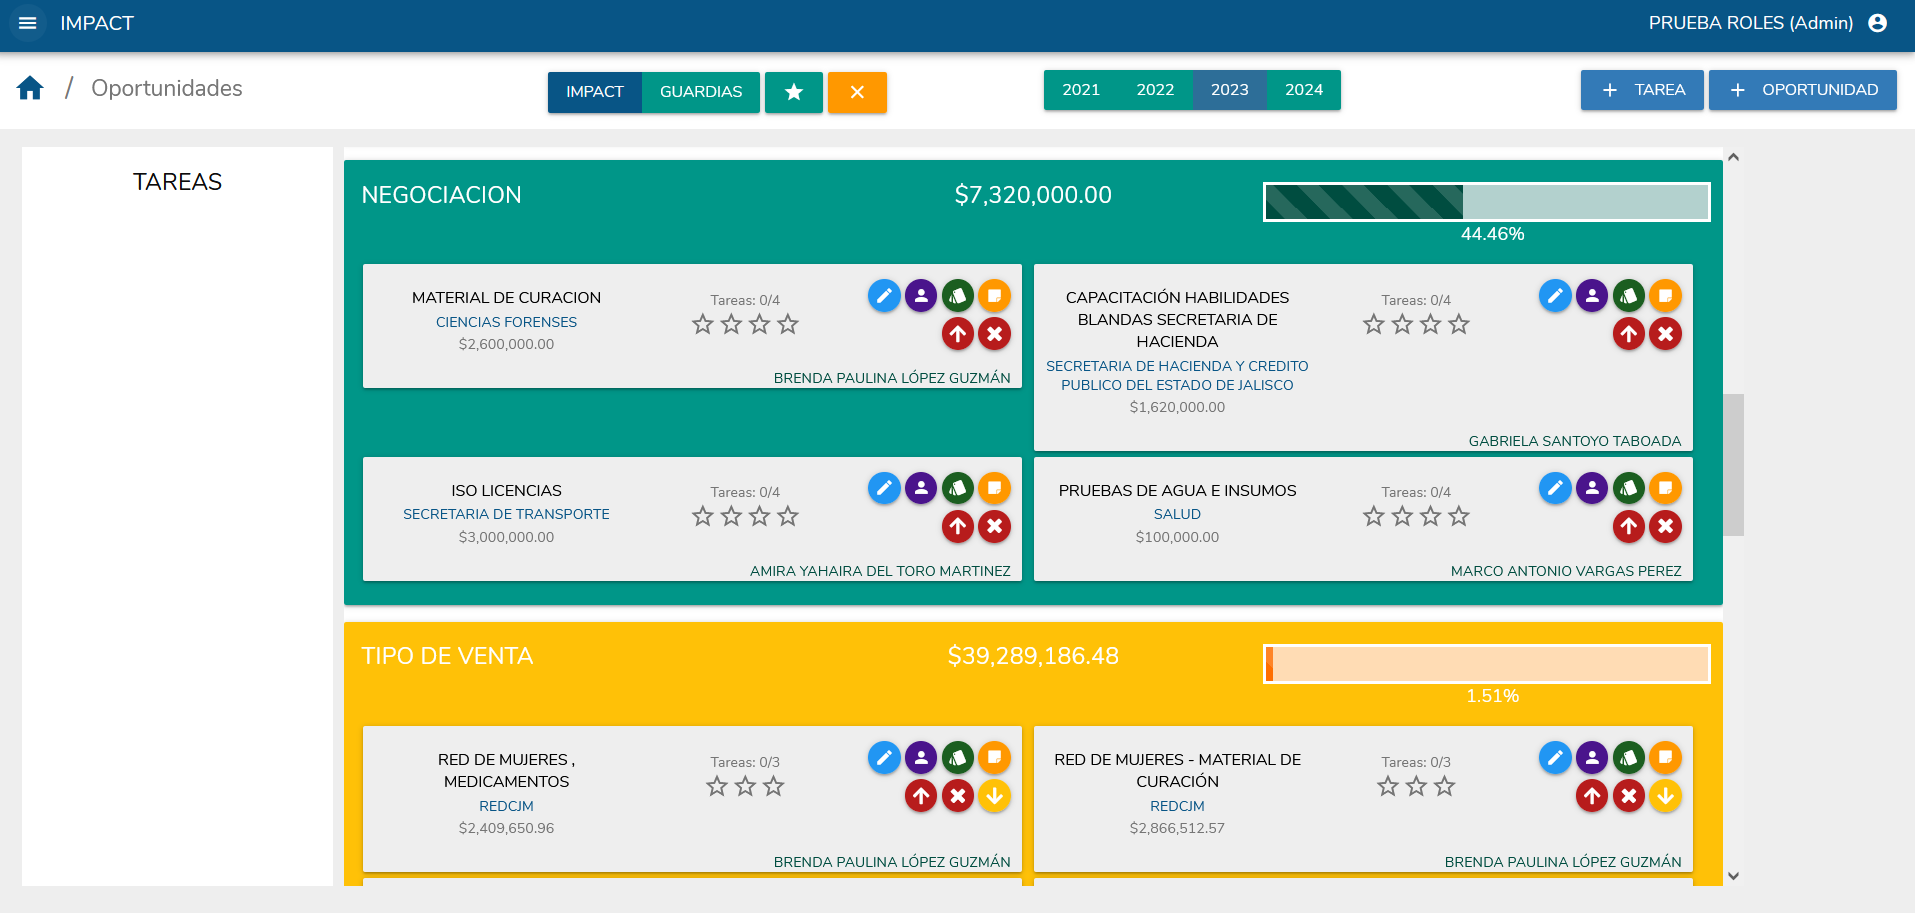 IMPACT
PRUEBA ROLES (Admin)
/ Oportunidades
IMPACT
GUARDIAS
2021
2022
2023
2024
+ TAREA
+ OPORTUNIDAD
TAREAS
NEGOCIACION
$7,320,000.00
44.46%
MATERIAL DE CURACION
CIENCIAS FORENSES
$2,600,000.00
Tareas: 0/4
BRENDA PAULINA LÓPEZ GUZMÁN
CAPACITACIÓN HABILIDADES
BLANDAS SECRETARIA DE
HACIENDA
SECRETARIA DE HACIENDA Y CREDITO
PUBLICO DEL ESTADO DE JALISCO
$1,620,000.00
Tareas: 0/4
GABRIELA SANTOYO TABOADA
ISO LICENCIAS
SECRETARIA DE TRANSPORTE
$3,000,000.00
Tareas: 0/4
AMIRA YAHAIRA DEL TORO MARTINEZ
PRUEBAS DE AGUA E INSUMOS
SALUD
$100,000.00
Tareas: 0/4
MARCO ANTONIO VARGAS PEREZ
TIPO DE VENTA
$39,289,186.48
1.51%
RED DE MUJERES ,
MEDICAMENTOS
REDCJM
$2,409,650.96
Tareas: 0/3
BRENDA PAULINA LÓPEZ GUZMÁN
RED DE MUJERES - MATERIAL DE
CURACIÓN
REDCJM
$2,866,512.57
Tareas: 0/3
BRENDA PAULINA LÓPEZ GUZMÁN